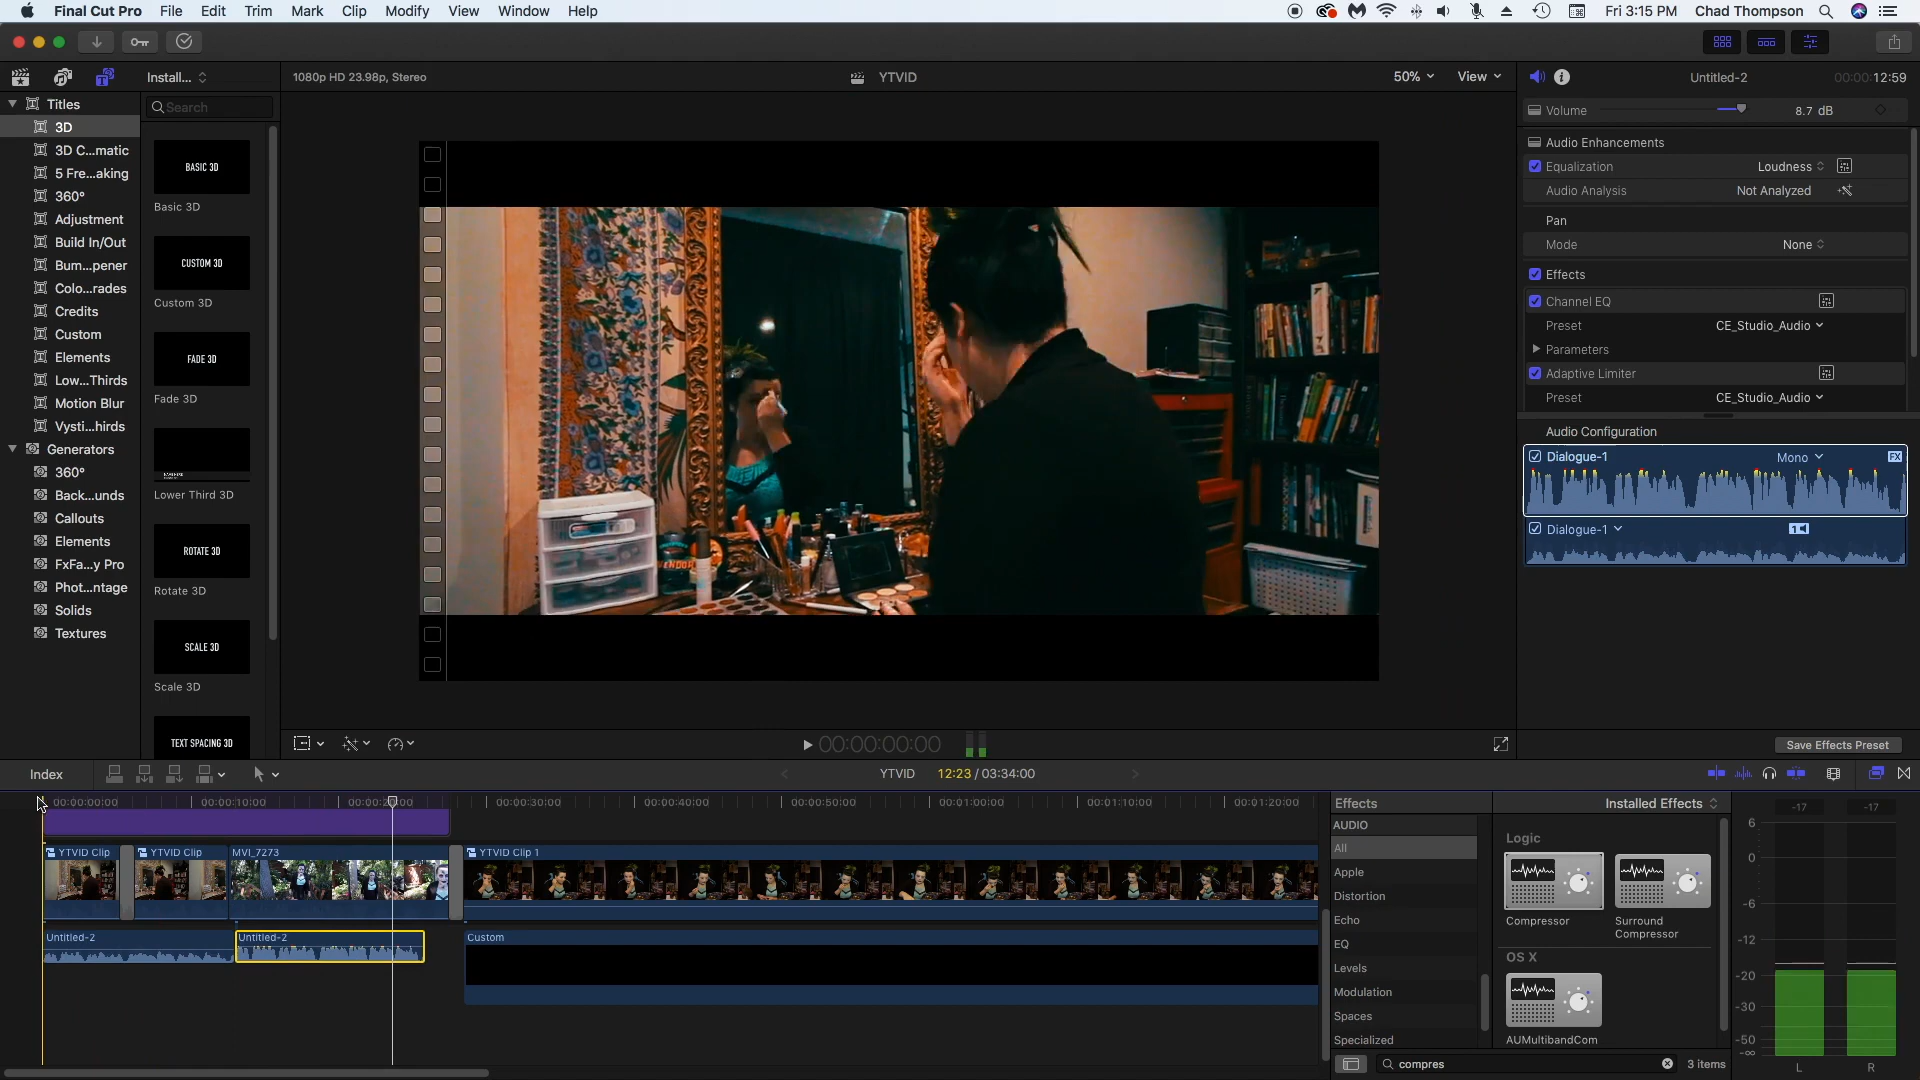 Final Cut Pro File Edit Trim Mark Clip Modify View Window Help Fri 3:15 PM Chad Thompson
Install...
1080p HD 23.98p, Stereo
YTVID
50%
View
Untitled-2
00:00:12:59
Titles
Search
3D
3D C...matic
5 Fre...aking
360°
Adjustment
Build In/Out
Bum...pener
Colo...rades
Credits
Custom
Elements
Low...Thirds
Motion Blur
Vysti...hirds
Generators
360°
Back...unds
Callouts
Elements
FxFa...y Pro
Phot...ntage
Solids
Textures
BASIC 3D
Basic 3D
CUSTOM 3D
Custom 3D
FADE 3D
Fade 3D
Lower Third 3D
ROTATE 3D
Rotate 3D
SCALE 3D
Scale 3D
TEXT SPACING 3D
Volume 8.7 dB
Audio Enhancements
Equalization Loudness
Audio Analysis Not Analyzed
Pan
Mode None
Effects
Channel EQ
Preset CE_Studio_Audio
Parameters
Adaptive Limiter
Preset CE_Studio_Audio
Audio Configuration
Dialogue-1 Mono FX
Dialogue-1 1
Save Effects Preset
00:00:00:00
Index
YTVID 12:23 / 03:34:00
00:00:00:00 00:00:10:00 00:00:20:00 00:00:30:00 00:00:40:00 00:00:50:00 00:01:00:00 00:01:10:00 00:01:20:00
YTVID Clip YTVID Clip MVI_7273 YTVID Clip 1
Untitled-2 Untitled-2 Custom
Effects Installed Effects
AUDIO
All
Apple
Distortion
Echo
EQ
Levels
Modulation
Spaces
Specialized
Logic
Compressor
Surround
Compressor
OS X
AUMultibandCom
compres 3 items
-17 -17
6
0
-6
-12
-20
-30
-50
-∞
L R